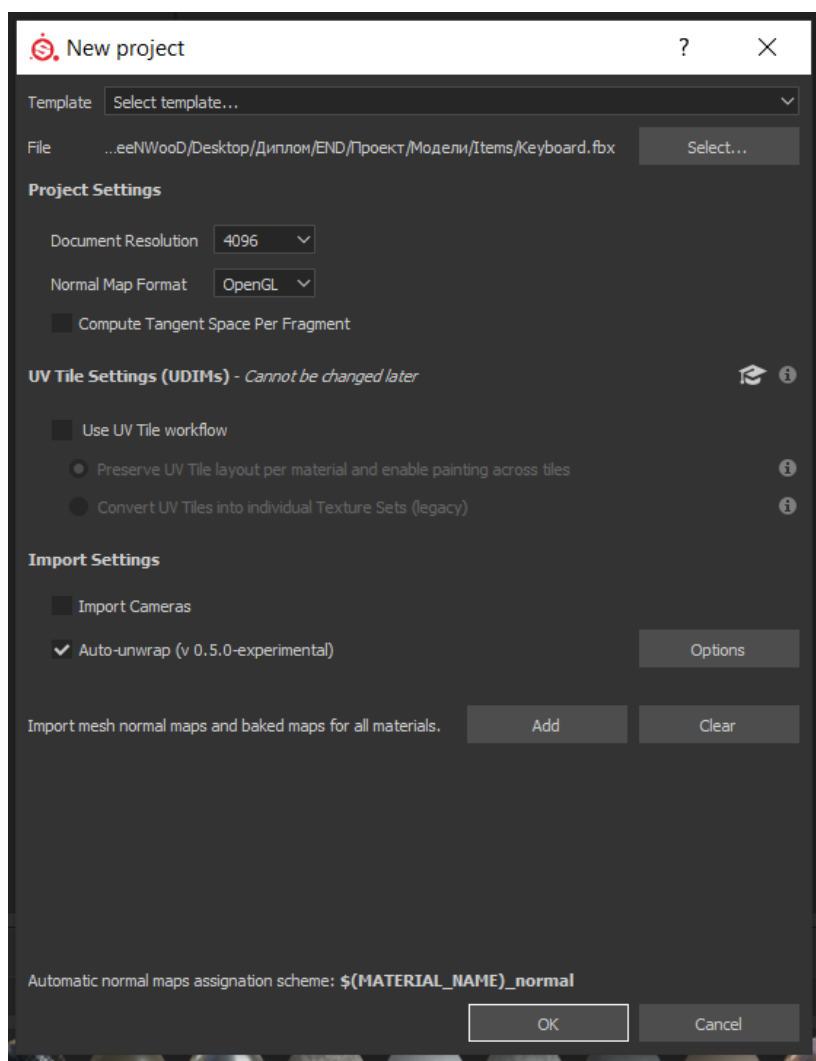 New project
Template Select template...
File ...eeNWooD/Desktop/Диплом/END/Проект/Модели/Items/Keyboard.fbx Select...
Project Settings
Document Resolution 4096
Normal Map Format OpenGL
Compute Tangent Space Per Fragment
UV Tile Settings (UDIMs) - Cannot be changed later
Use UV Tile workflow
Preserve UV Tile layout per material and enable painting across tiles
Convert UV Tiles into individual Texture Sets (legacy)
Import Settings
Import Cameras
Auto-unwrap (v 0.5.0-experimental) Options
Import mesh normal maps and baked maps for all materials. Add Clear
Automatic normal maps assignation scheme: $(MATERIAL_NAME)_normal
OK Cancel